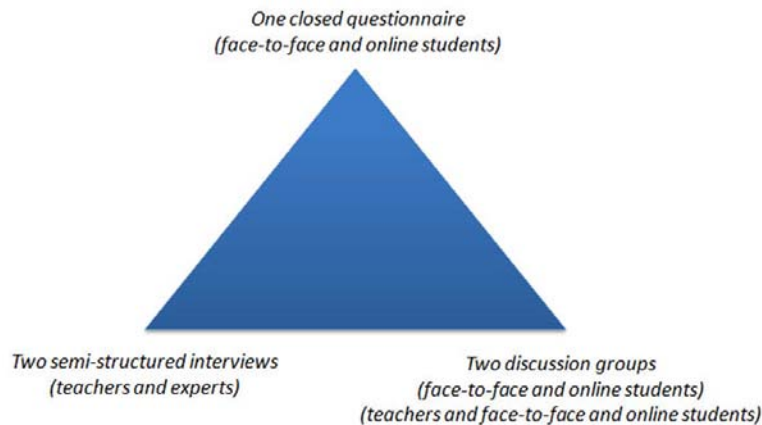 One closed questionnaire
(face-to-face and online students)
Two semi-structured interviews
(teachers and experts)
Two discussion groups
(face-to-face and online students)
(teachers and face-to-face and online students)